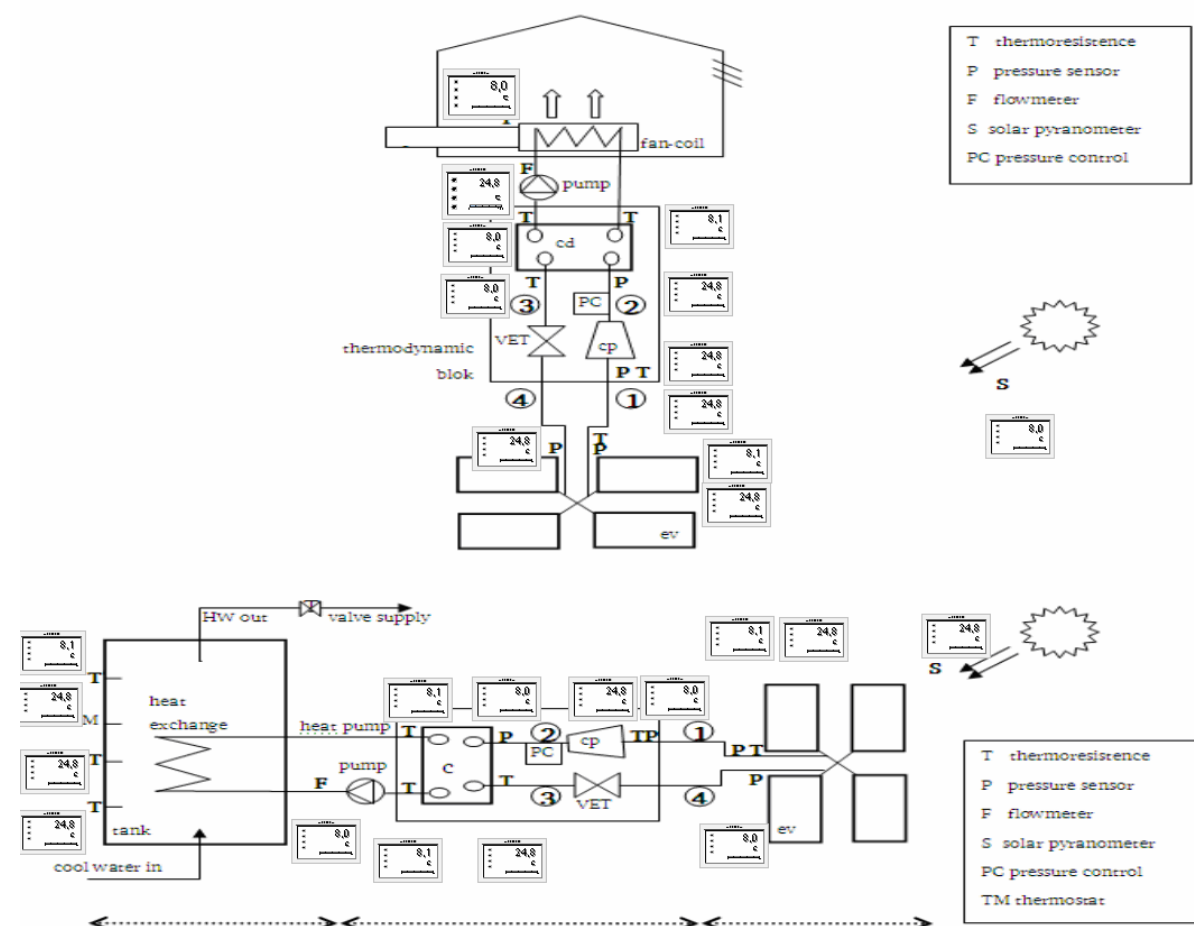 T thermoresistence
P pressure sensor
F flowmeter
S solar pyranometer
PC pressure control
8,0
c
T
fan-coil
F
pump
24,8
c
T
T
8,1
c
cd
8,0
c
T
P
8,0
c
3
PC
2
24,8
c
VET
cp
thermodynamic
blok
24,8
c
P T
4
1
24,8
c
S
8,0
c
24,8
c
P
T
P
8,1
c
24,8
c
ev
HW out
valve supply
8,1
c
T
24,8
c
M
24,8
c
T
T
24,8
c
heat
exchange
tank
cool water in
heat pump
pump
F
8,1
c
8,0
c
24,8
c
8,0
c
T
P
2
PC
cp
TP
1
P T
C
T
T
3
VET
4
P
ev
8,0
c
8,1
c
24,8
c
8,0
c
8,1
c
24,8
c
24,8
c
S
T thermoresistence
P pressure sensor
F flowmeter
S solar pyranometer
PC pressure control
TM thermostat